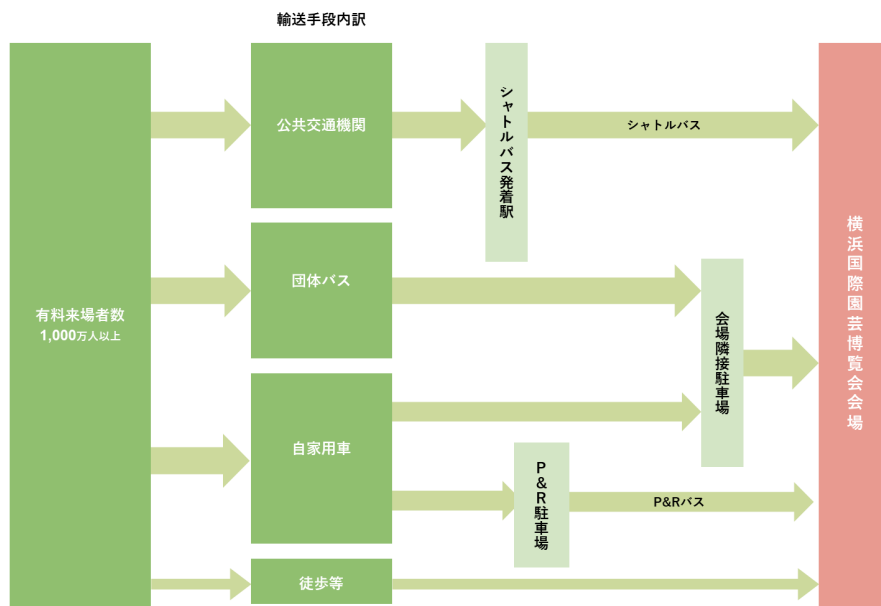 輸送手段内訳
有料来場者数
1,000万人以上
公共交通機関
シャトルバス発着駅
シャトルバス
団体バス
会場隣接駐車場
自家用車
P&R駐車場
P&Rバス
徒歩等
横浜国際園芸博覧会会場